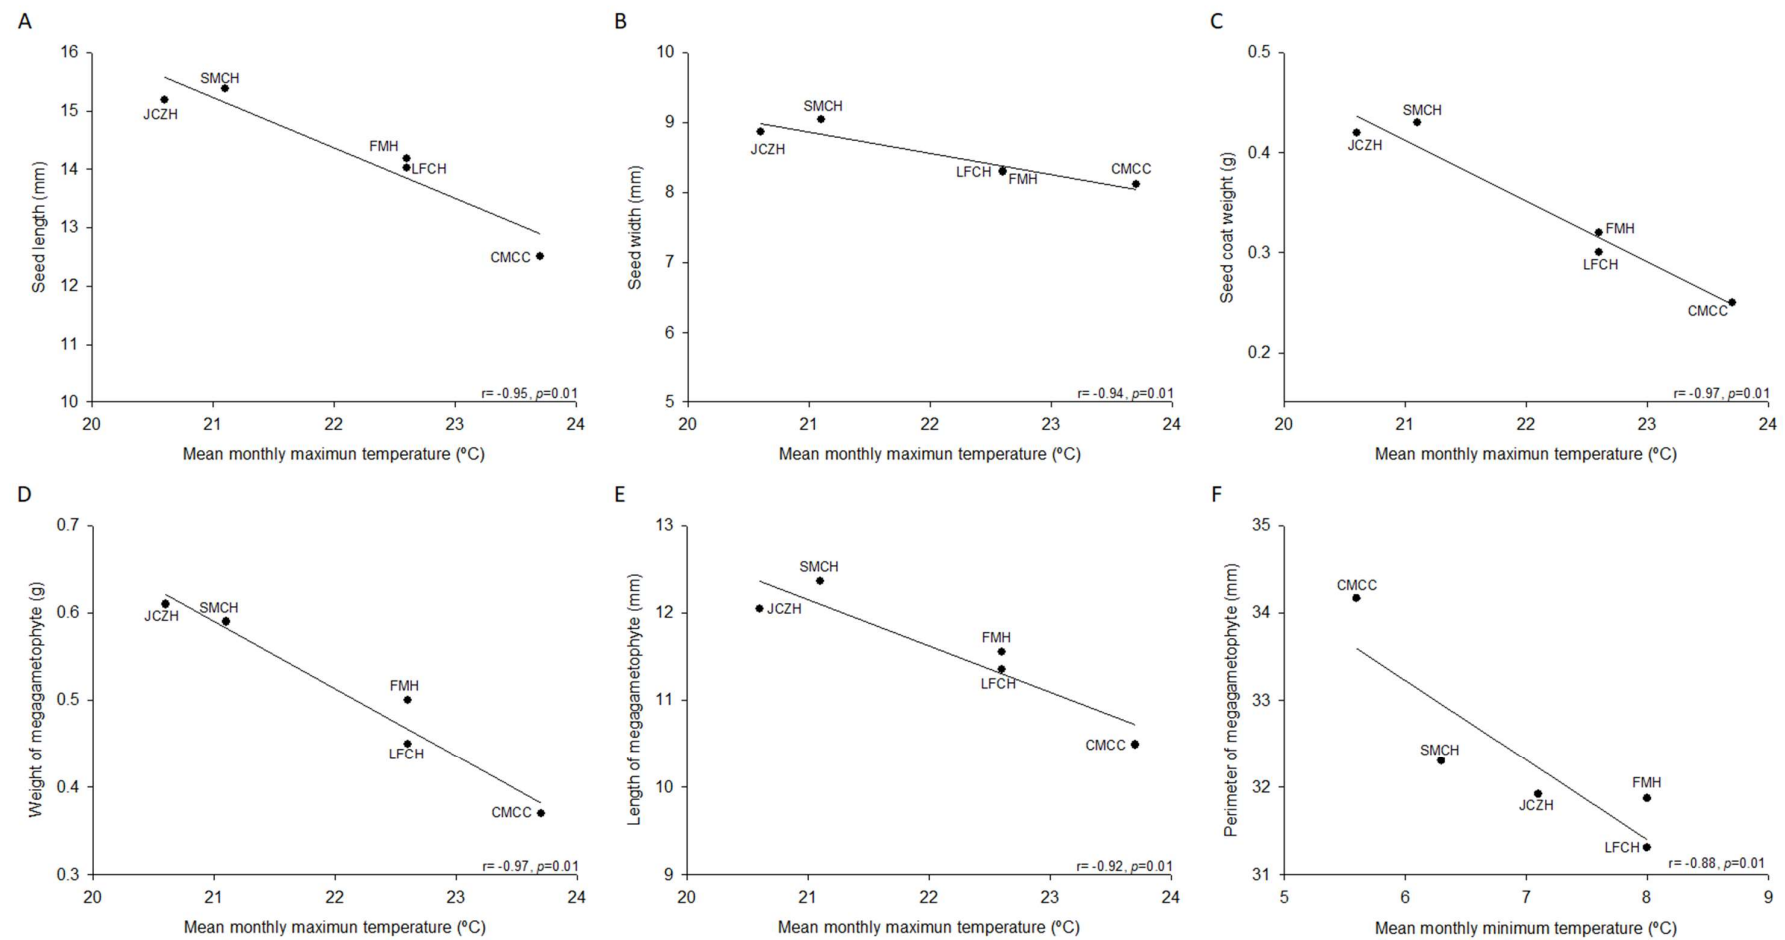 A
16
15
14
13
12
11
10
20
21
22
23
24
Seed length (mm)
Mean monthly maximun temperature (ºC)
JCZH
SMCH
FMH
LFCH
CMCC
r= -0.95, p=0.01
B
10
9
8
7
6
5
20
21
22
23
24
Seed width (mm)
Mean monthly maximun temperature (ºC)
JCZH
SMCH
LFCH
FMH
CMCC
r= -0.94, p=0.01
C
0.5
0.4
0.3
0.2
20
21
22
23
24
Seed coat weight (g)
Mean monthly maximun temperature (ºC)
JCZH
SMCH
FMH
LFCH
CMCC
r= -0.97, p=0.01
D
0.7
0.6
0.5
0.4
0.3
20
21
22
23
24
Weight of megagametophyte (g)
Mean monthly maximun temperature (ºC)
JCZH
SMCH
FMH
LFCH
CMCC
r= -0.97, p=0.01
E
13
12
11
10
9
20
21
22
23
24
Length of megagametophyte (mm)
Mean monthly maximun temperature (ºC)
SMCH
JCZH
FMH
LFCH
CMCC
r= -0.92, p=0.01
F
35
34
33
32
31
5
6
7
8
9
Perimeter of megagametophyte (mm)
Mean monthly minimum temperature (ºC)
CMCC
SMCH
JCZH
FMH
LFCH
r= -0.88, p=0.01